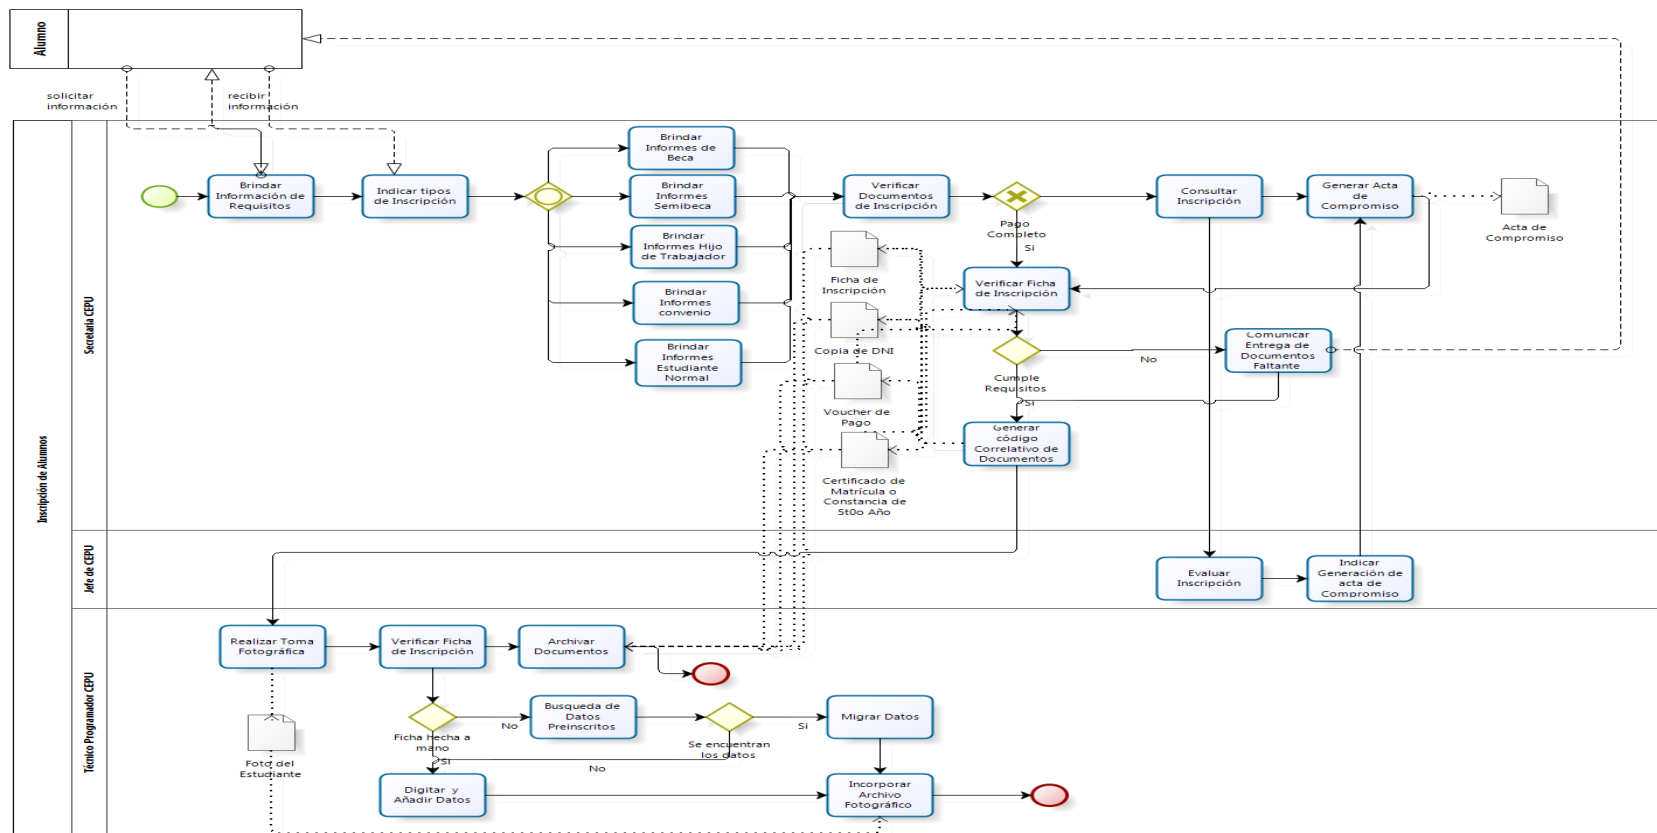 Alumno
solicitar
información
recibir
información
Inscripción de Alumnos
Secretaria CEPU
Brindar
Información de
Requisitos
Indicar tipos
de Inscripción
Brindar
Informes de
Beca
Brindar
Informes
Semibeca
Brindar
Informes Hijo
de Trabajador
Brindar
Informes
convenio
Brindar
Informes
Estudiante
Normal
Verificar
Documentos
de Inscripción
Pago
Completo
Si
Consultar
Inscripción
Generar Acta
de
Compromiso
Acta de
Compromiso
Ficha de
Inscripción
Verificar Ficha
de Inscripción
Copia de DNI
Cumple
Requisitos
Si
No
Comunicar
Entrega de
Documentos
Faltante
Voucher de
Pago
Generar
código
Correlativo de
Documentos
Certificado de
Matrícula o
Constancia de
5t0o Año
Jefe de CEPU
Evaluar
Inscripción
Indicar
Generación de
acta de
Compromiso
Técnico Programador CEPU
Realizar Toma
Fotográfica
Verificar Ficha
de Inscripción
Archivar
Documentos
Foto del
Estudiante
Ficha hecha a
mano
Si
No
Busqueda de
Datos
Preinscritos
Se encuentran
los datos
Si
No
Migrar Datos
Digitar y
Añadir Datos
Incorporar
Archivo
Fotográfico